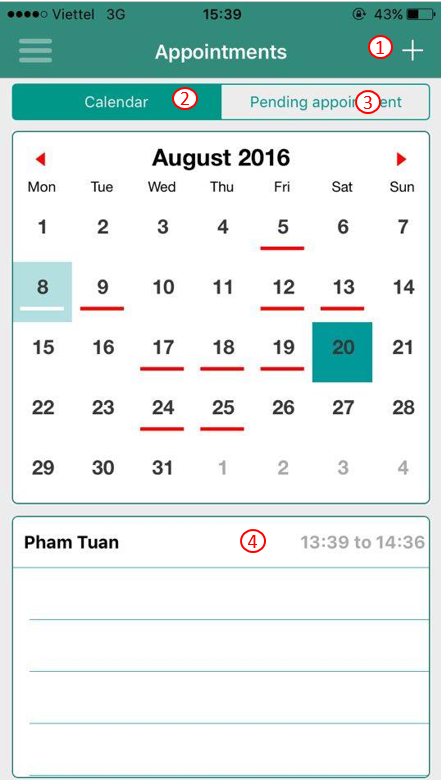 Viettel 3G 15:39 43%
Appointments 1 +
Calendar 2 Pending appointment 3
August 2016
Mon Tue Wed Thu Fri Sat Sun
1 2 3 4 5 6 7
8 9 10 11 12 13 14
15 16 17 18 19 20 21
22 23 24 25 26 27 28
29 30 31 1 2 3 4
Pham Tuan 4 13:39 to 14:36